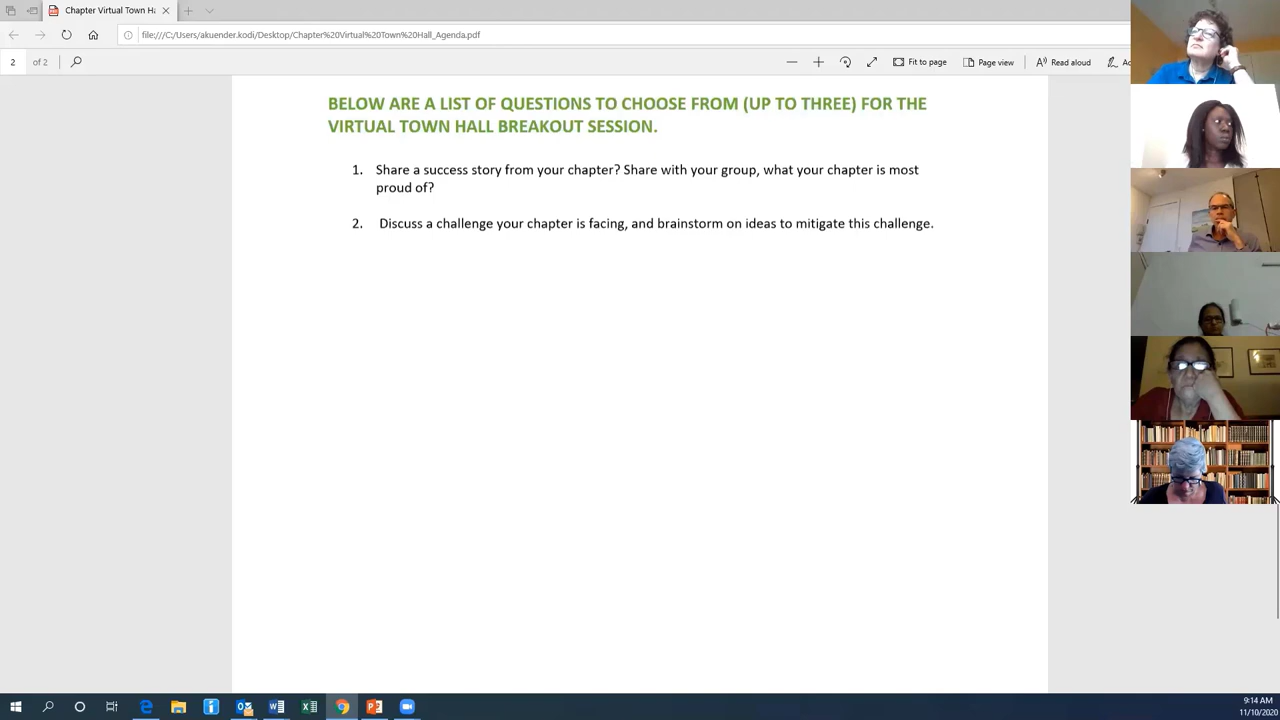 Chapter Virtual Town Ha
file:///C:/Users/akuender.kodi/Desktop/Chapter%20Virtual%20Town%20Hall_Agenda.pdf
2 of 2 Fit to page Page view Read aloud
BELOW ARE A LIST OF QUESTIONS TO CHOOSE FROM (UP TO THREE) FOR THE
VIRTUAL TOWN HALL BREAKOUT SESSION.
1. Share a success story from your chapter? Share with your group, what your chapter is most
proud of?
2. Discuss a challenge your chapter is facing, and brainstorm on ideas to mitigate this challenge.
9:14 AM
11/10/2020